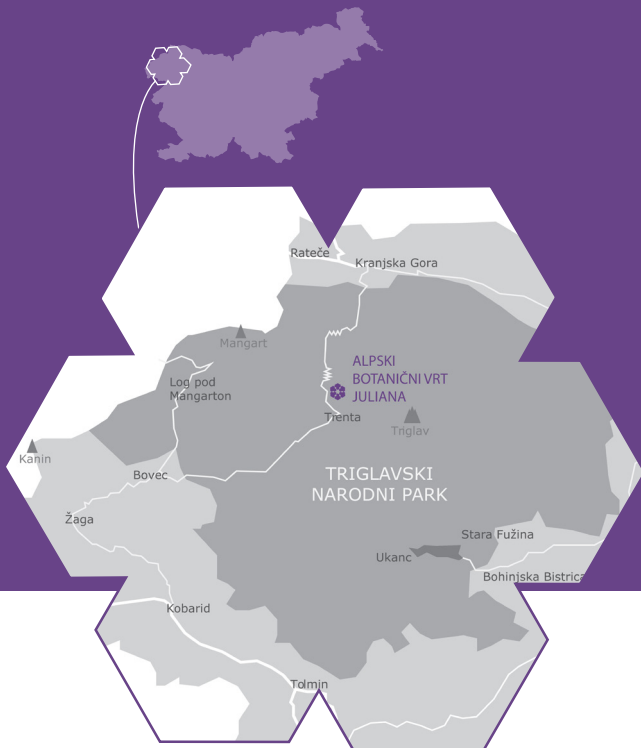 Rateče
Kranjska Gora
Mangart
ALPSKI
BOTANIČNI VRT
JULIANA
Log pod
Mangarton
Trenta
Triglav
Kanin
Bovec
TRIGLAVSKI
NARODNI PARK
Žaga
Stara Fužina
Ukanc
Bohinjska Bistrica
Kobarid
Tolmin